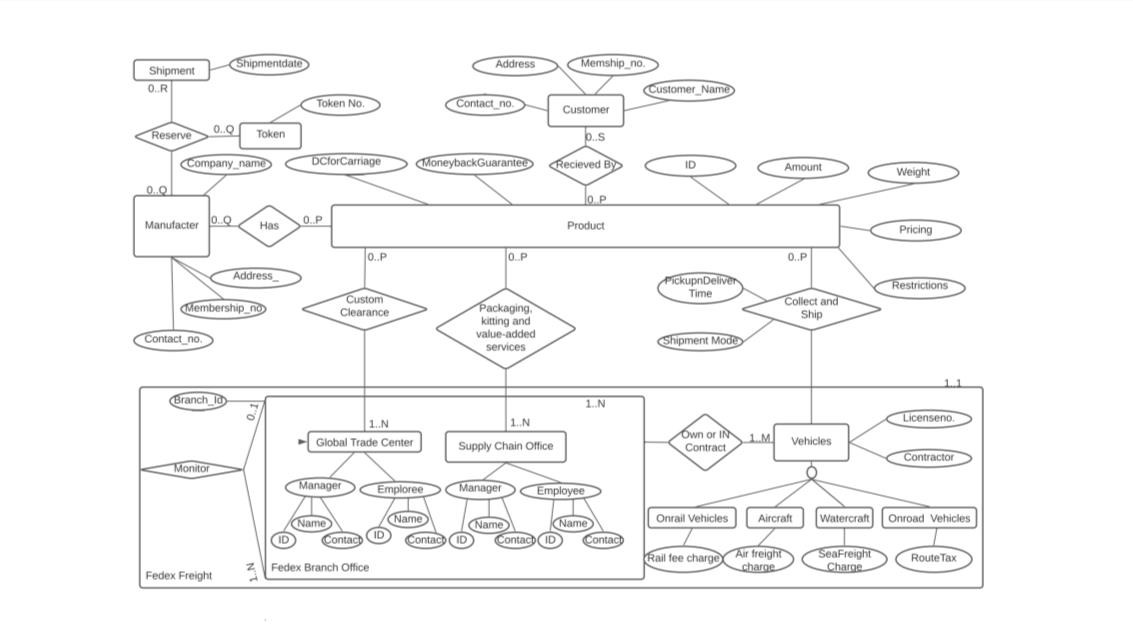 Shipment
Shipmentdate
0..R
Reserve
0..Q
Token
Token No.
0..Q
Company_name
Manufacter
0..Q
Has
0..P
Address_
Membership_no
Contact_no.
DCforCarriage
MoneybackGuarantee
Address
Memship_no.
Contact_no.
Customer_Name
Customer
0..S
Recieved By
0..P
ID
Amount
Weight
Product
Pricing
Restrictions
0..P
0..P
0..P
Custom
Clearance
Packaging,
kitting and
value-added
services
PickupnDeliver
Time
Collect and
Ship
Shipment Mode
1..1
Branch_Id
0..1
Monitor
1..N
Fedex Freight
1..N
1..N
1..N
Global Trade Center
Supply Chain Office
Manager
Emploree
Manager
Employee
Name
Name
Name
Name
ID
Contact
ID
Contact
ID
Contact
ID
Contact
Fedex Branch Office
Own or IN
Contract
1..M
Vehicles
Licenseno.
Contractor
Onrail Vehicles
Aircraft
Watercraft
Onroad Vehicles
Rail fee charge
Air freight
charge
SeaFreight
Charge
RouteTax